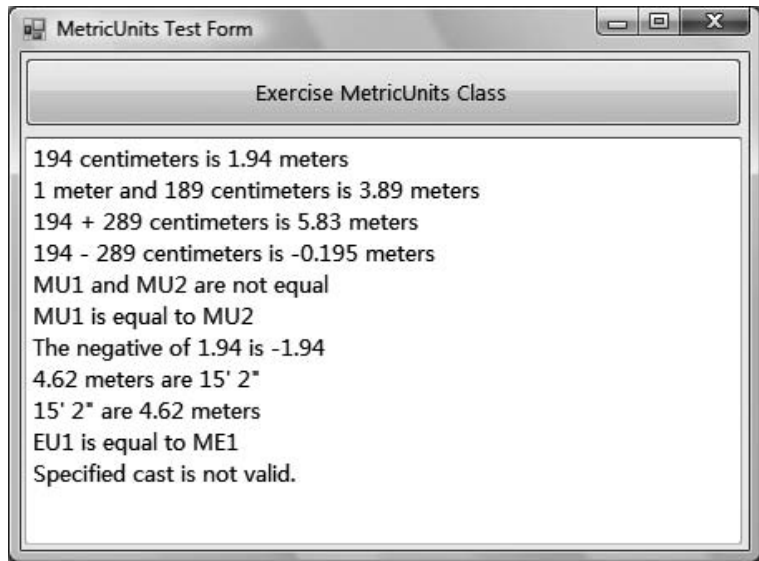 MetricUnits Test Form
Exercise MetricUnits Class
194 centimeters is 1.94 meters
1 meter and 189 centimeters is 3.89 meters
194 + 289 centimeters is 5.83 meters
194 - 289 centimeters is -0.195 meters
MU1 and MU2 are not equal
MU1 is equal to MU2
The negative of 1.94 is -1.94
4.62 meters are 15' 2"
15' 2" are 4.62 meters
EU1 is equal to ME1
Specified cast is not valid.